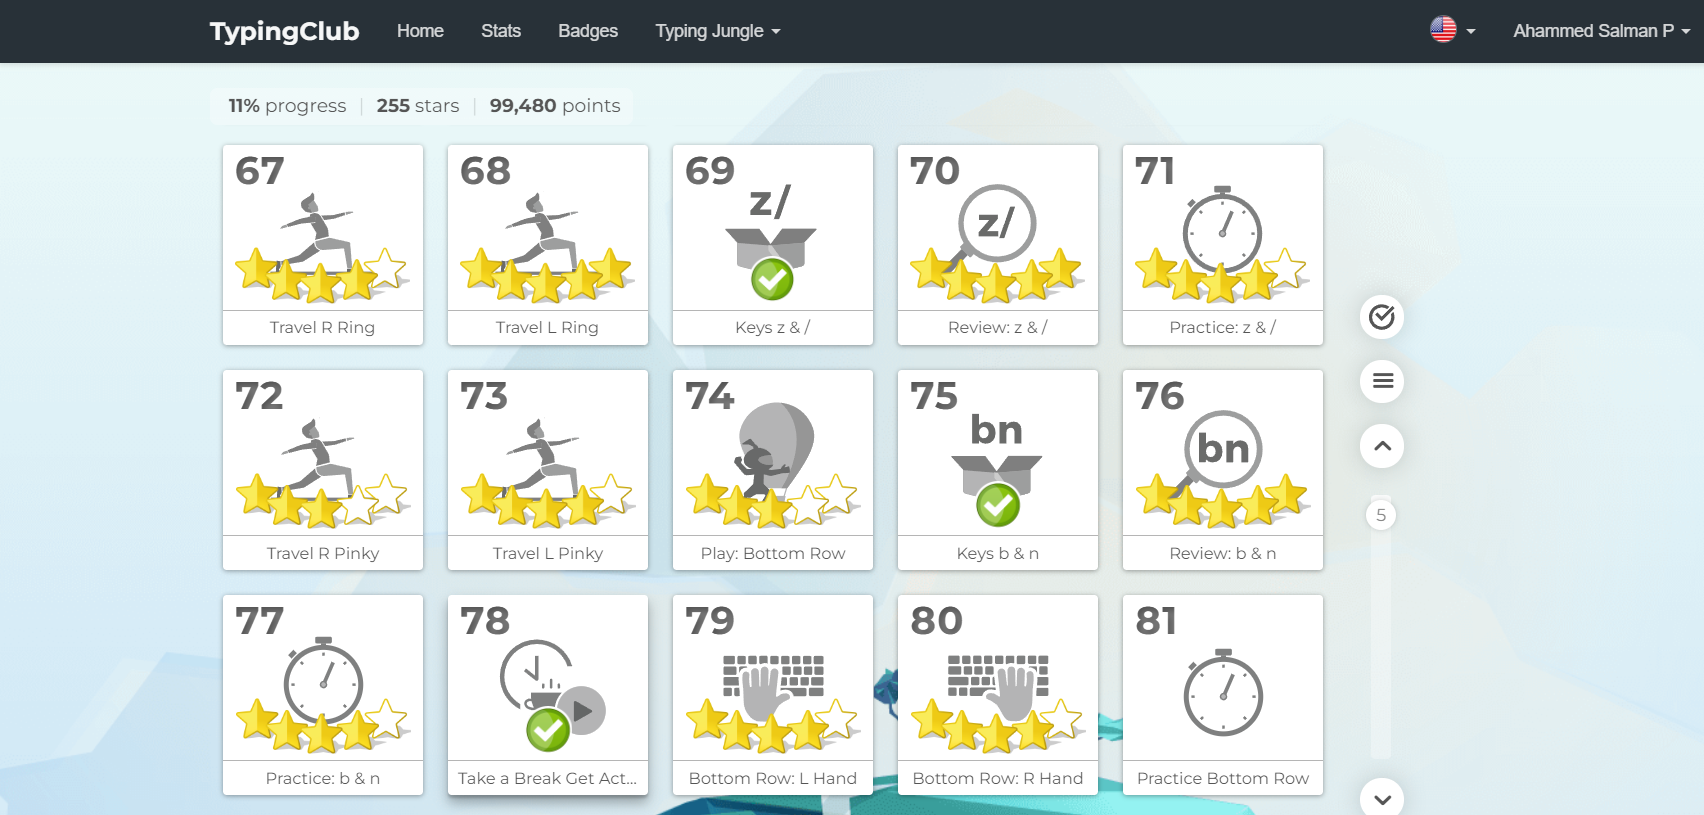 TypingClub Home Stats Badges Typing Jungle Ahammed Salman P
11% progress 255 stars 99,480 points
67 68 69 70 71
z/ z/
Travel R Ring Travel L Ring Keys z & / Review: z & / Practice: z & /
72 73 74 75 76
bn bn
Travel R Pinky Travel L Pinky Play: Bottom Row Keys b & n Review: b & n
5
77 78 79 80 81
Practice: b & n Take a Break Get Act... Bottom Row: L Hand Bottom Row: R Hand Practice Bottom Row